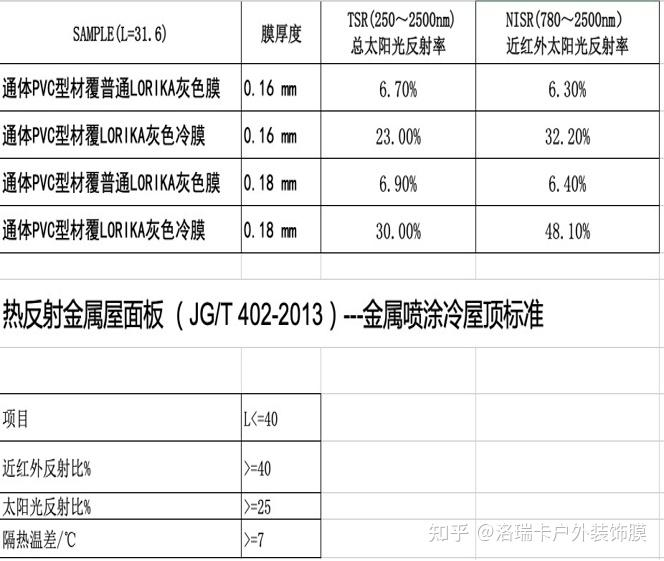 SAMPLE(L=31.6) 膜厚度 TSR(250～2500nm) 总太阳光反射率 NISR(780～2500nm) 近红外太阳光反射率
通体PVC型材覆普通LORIKA灰色膜 0.16 mm 6.70% 6.30%
通体PVC型材覆LORIKA灰色冷膜 0.16 mm 23.00% 32.20%
通体PVC型材覆普通LORIKA灰色膜 0.18 mm 6.90% 6.40%
通体PVC型材覆LORIKA灰色冷膜 0.18 mm 30.00% 48.10%
热反射金属屋面板（JG/T 402-2013）---金属喷涂冷屋顶标准
项目 L<=40
近红外反射比% >=40
太阳光反射比% >=25
隔热温差/℃ >=7
知乎 @洛瑞卡户外装饰膜